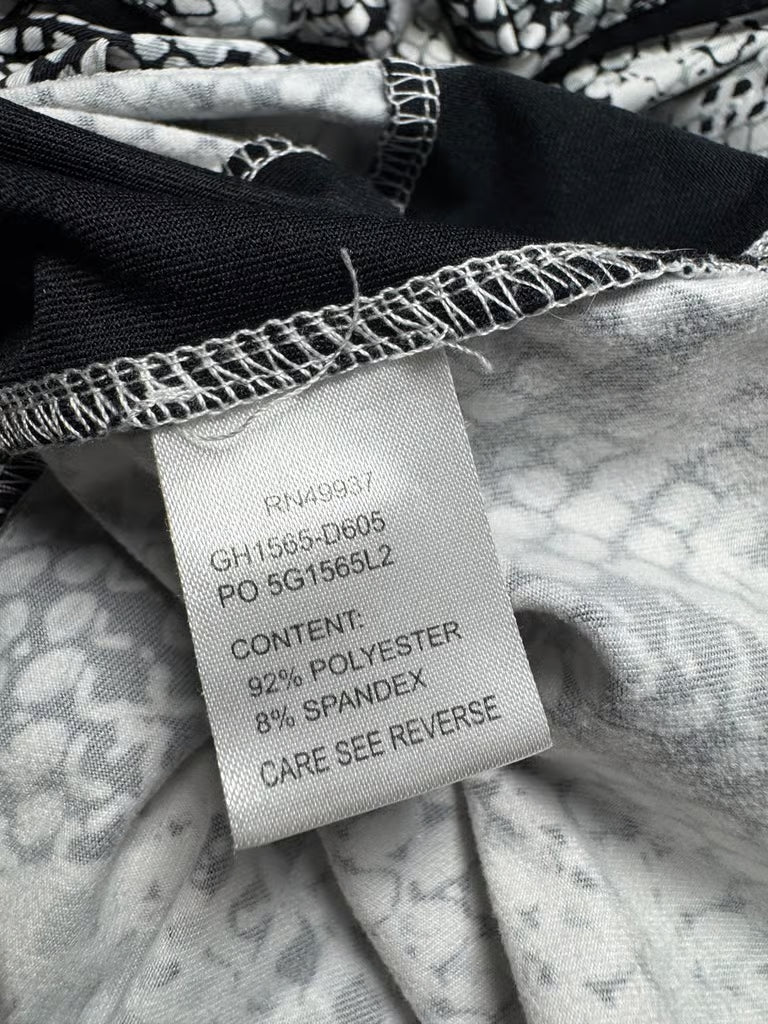 RN49937
GH1565-D605
PO 5G1565L2
CONTENT:
92% POLYESTER
8% SPANDEX
CARE SEE REVERSE